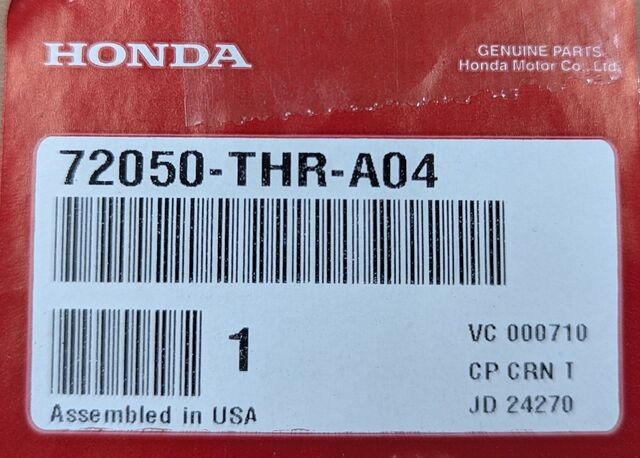 HONDA
GENUINE PARTS
Honda Motor Co., Ltd.
72050-THR-A04
1
VC 000710
CP CRN T
JD 24270
Assembled in USA